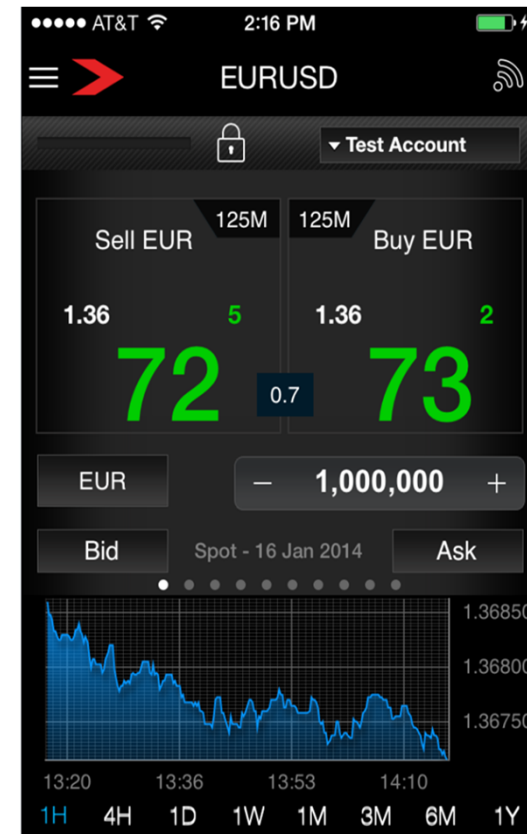 AT&T 2:16 PM
EURUSD
Test Account
125M 125M
Sell EUR Buy EUR
1.36 5 1.36 2
72 0.7 73
EUR − 1,000,000 +
Bid Spot - 16 Jan 2014 Ask
1.36850
1.36800
1.36750
13:20 13:36 13:53 14:10
1H 4H 1D 1W 1M 3M 6M 1Y